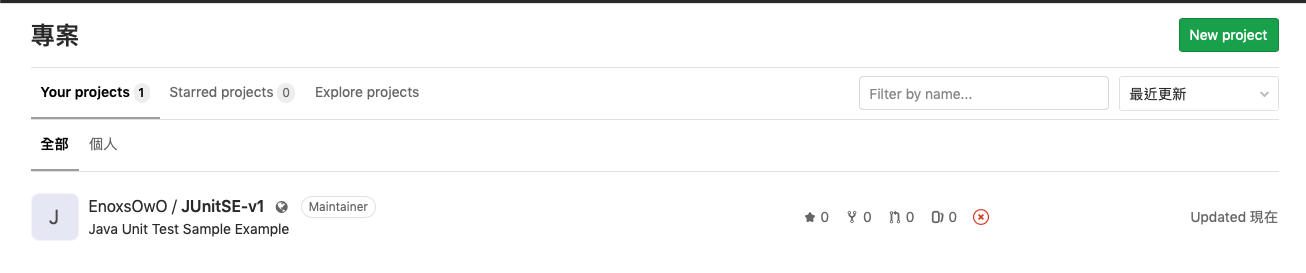 專案
New project
Your projects 1 Starred projects 0 Explore projects
Filter by name... 最近更新
全部 個人
J
EnoxsOwO / JUnitSE-v1 Maintainer
Java Unit Test Sample Example
0 0 0 0
Updated 現在